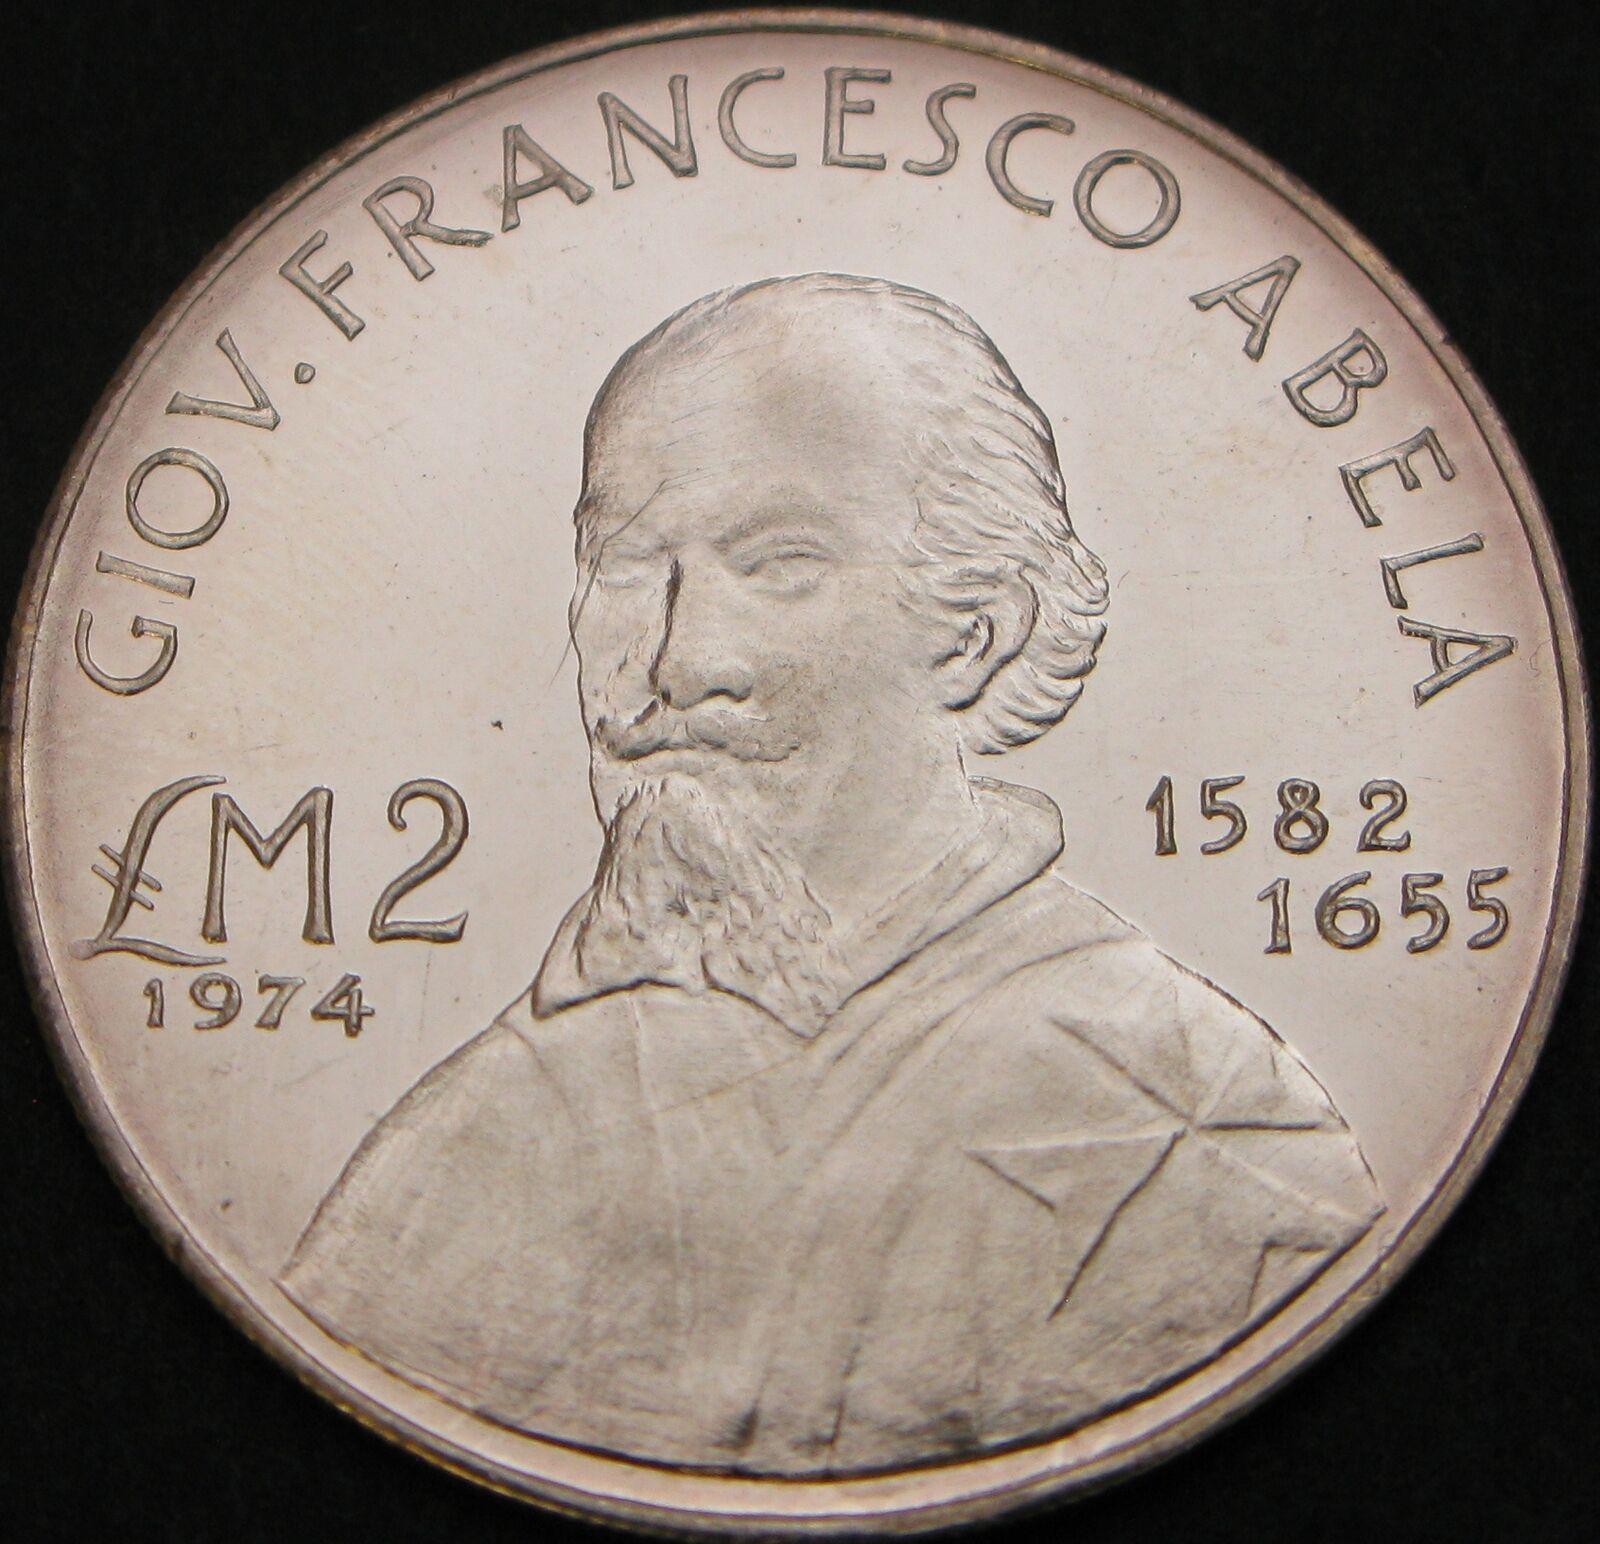 GIOV. FRANCESCO ABELA
£M2
1974
1582
1655